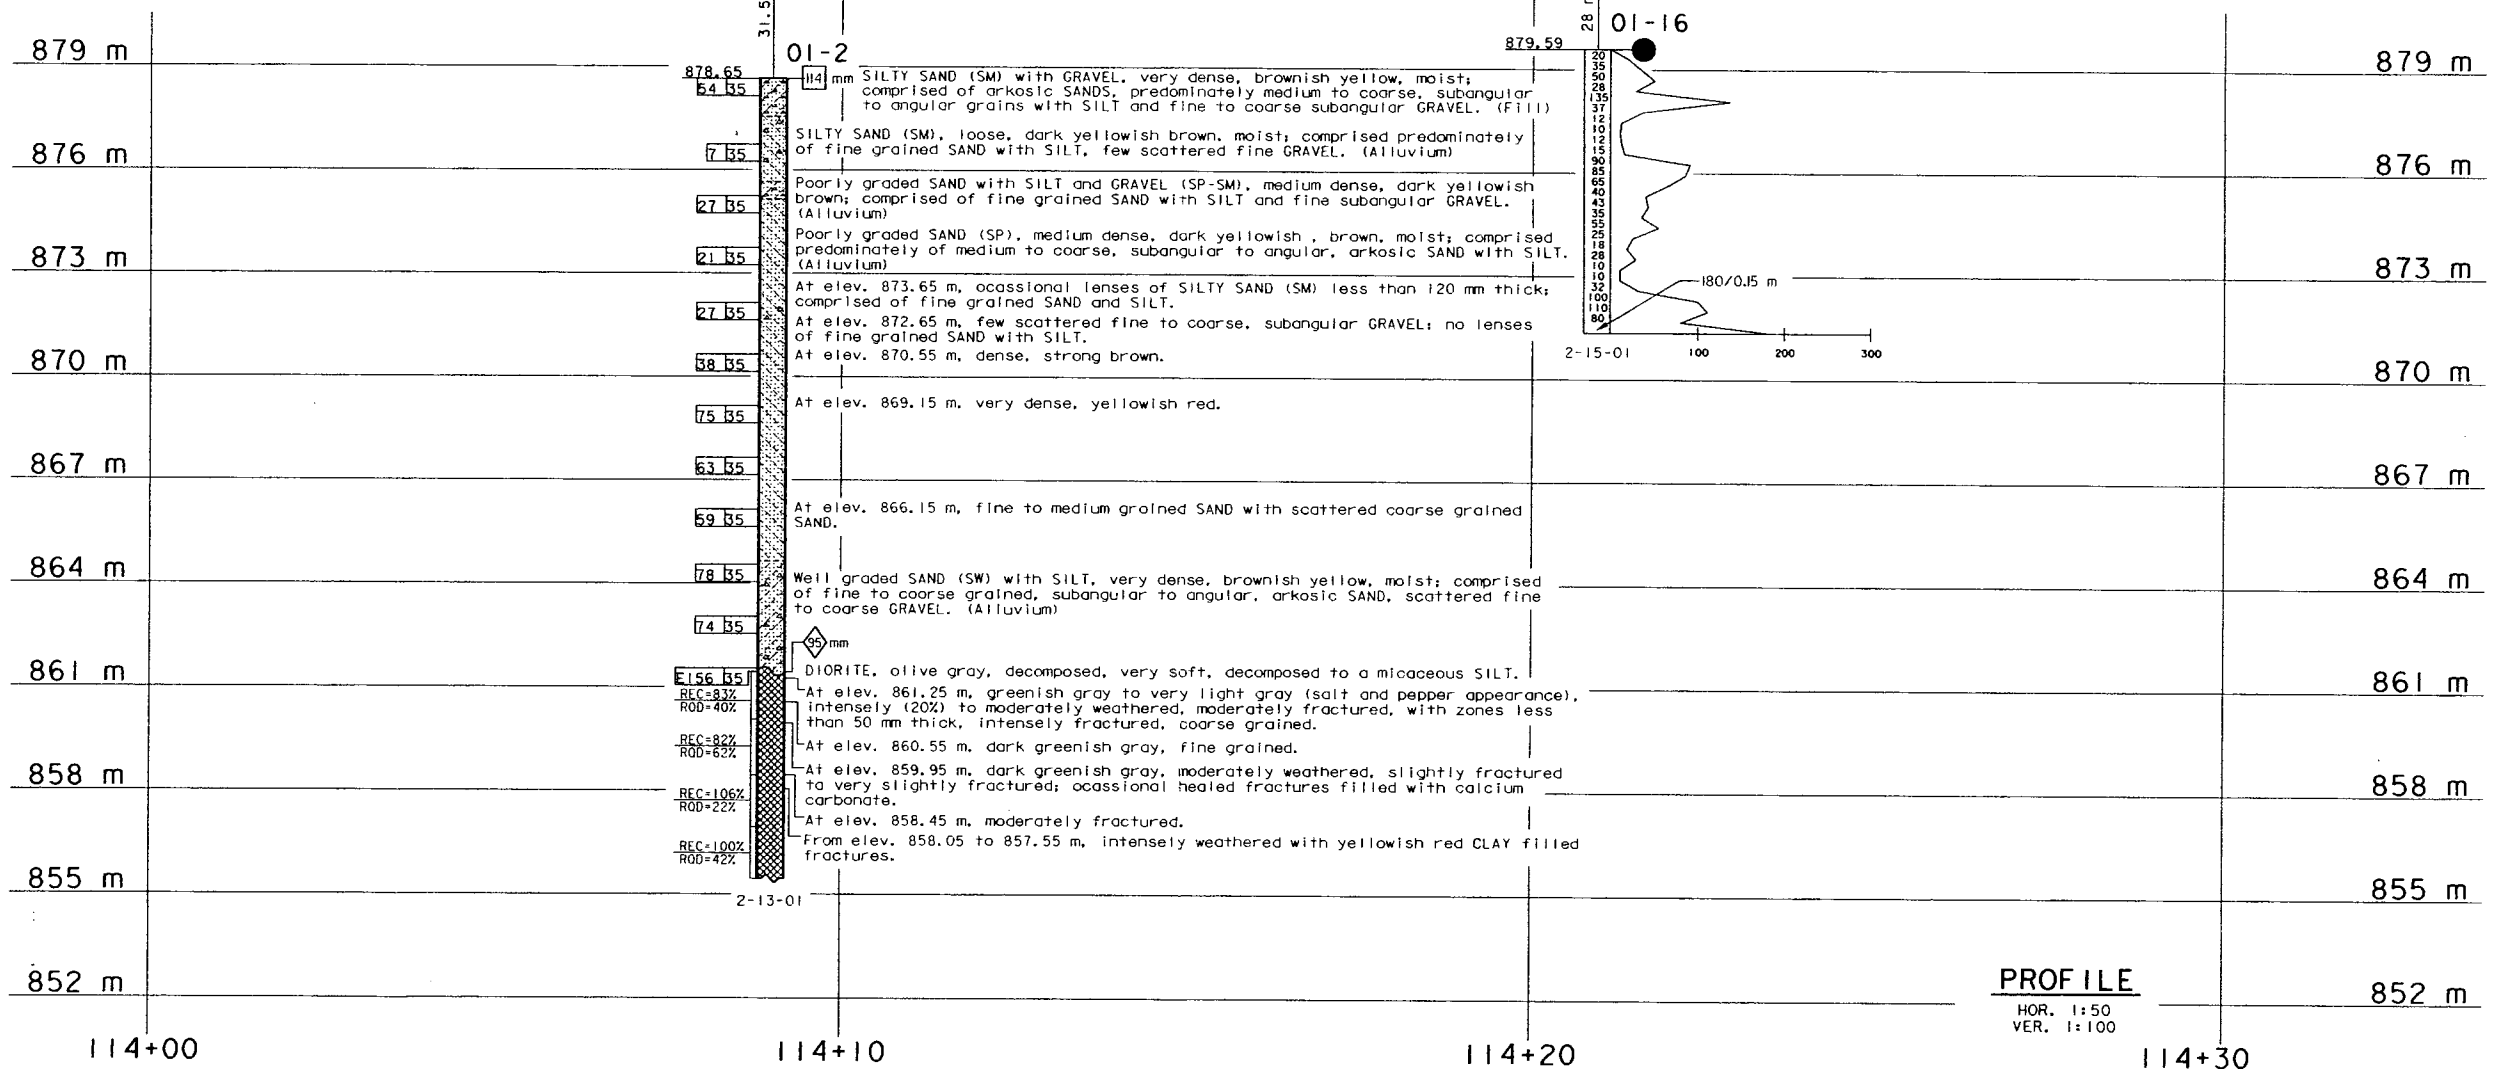 31.5
01-2
28
01-16
879 m
879 m
878.65
879.59
114 mm
SILTY SAND (SM) with GRAVEL, very dense, brownish yellow, moist;
comprised of arkosic SANDS, predominately medium to coarse, subangular
to angular grains with SILT and fine to coarse subangular GRAVEL. (Fill)
54 35
SILTY SAND (SM), loose, dark yellowish brown, moist; comprised predominately
of fine grained SAND with SILT, few scattered fine GRAVEL. (Alluvium)
7 35
876 m
876 m
Poorly graded SAND with SILT and GRAVEL (SP-SM), medium dense, dark yellowish
brown; comprised of fine grained SAND with SILT and fine subangular GRAVEL.
(Alluvium)
27 35
Poorly graded SAND (SP), medium dense, dark yellowish , brown, moist; comprised
predominately of medium to coarse, subangular to angular, arkosic SAND with SILT.
(Alluvium)
21 35
873 m
873 m
At elev. 873.65 m, ocassional lenses of SILTY SAND (SM) less than 120 mm thick;
comprised of fine grained SAND and SILT.
27 35
At elev. 872.65 m, few scattered fine to coarse, subangular GRAVEL; no lenses
of fine grained SAND with SILT.
At elev. 870.55 m, dense, strong brown.
38 35
870 m
870 m
At elev. 869.15 m, very dense, yellowish red.
75 35
63 35
867 m
867 m
At elev. 866.15 m, fine to medium grained SAND with scattered coarse grained
SAND.
59 35
864 m
864 m
78 35
Well graded SAND (SW) with SILT, very dense, brownish yellow, moist; comprised
of fine to coarse grained, subangular to angular, arkosic SAND, scattered fine
to coarse GRAVEL. (Alluvium)
74 35
95 mm
861 m
861 m
E156 35
DIORITE, olive gray, decomposed, very soft, decomposed to a micaceous SILT.
REC=83%
ROD=40%
At elev. 861.25 m, greenish gray to very light gray (salt and pepper appearance),
intensely (20%) to moderately weathered, moderately fractured, with zones less
than 50 mm thick, intensely fractured, coarse grained.
REC=82%
ROD=62%
At elev. 860.55 m, dark greenish gray, fine grained.
At elev. 859.95 m, dark greenish gray, moderately weathered, slightly fractured
to very slightly fractured; ocassional healed fractures filled with calcium
carbonate.
858 m
858 m
REC=106%
ROD=22%
At elev. 858.45 m, moderately fractured.
From elev. 858.05 to 857.55 m, intensely weathered with yellowish red CLAY filled
fractures.
REC=100%
ROD=42%
855 m
855 m
2-13-01
852 m
852 m
20
35
50
28
135
37
12
10
12
15
90
85
65
40
43
35
55
25
18
28
10
10
32
100
110
80
180/0.15 m
2-15-01
100
200
300
PROFILE
HOR. 1:50
VER. 1:100
114+00
114+10
114+20
114+30